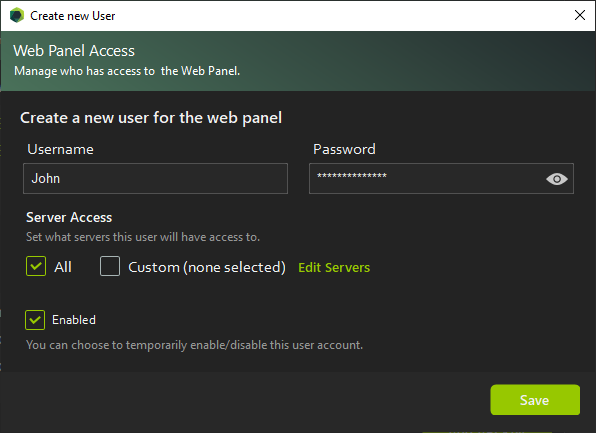 Create new User
Web Panel Access
Manage who has access to the Web Panel.
Create a new user for the web panel
Username Password
John **************
Server Access
Set what servers this user will have access to.
All Custom (none selected) Edit Servers
Enabled
You can choose to temporarily enable/disable this user account.
Save